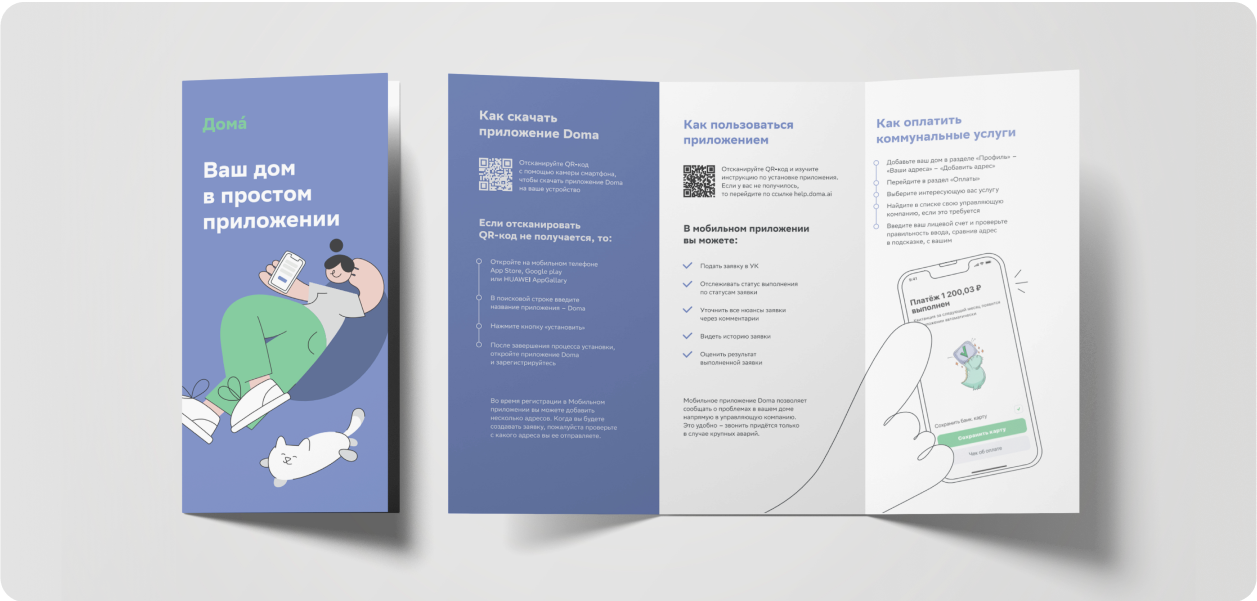 Дома́
Ваш дом
в простом
приложении
Как скачать
приложение Doma
Отсканируйте QR-код
с помощью камеры смартфона,
чтобы скачать приложение Doma
на ваше устройство
Если отсканировать
QR-код не получается, то:
Откройте на мобильном телефоне
App Store, Google play
или HUAWEI AppGallary
В поисковой строке введите
название приложения – Doma
Нажмите кнопку «установить»
После завершения процесса установки,
откройте приложение Doma
и зарегистрируйтесь
Во время регистрации в Мобильном
приложении вы можете добавить
несколько адресов. Когда вы будете
создавать заявку, пожалуйста проверьте
с какого адреса вы ее отправляете.
Как пользоваться
приложением
Отсканируйте QR-код и изучите
инструкцию по установке приложения.
Если у вас не получилось,
то перейдите по ссылке help.doma.ai
В мобильном приложении
вы можете:
Подать заявку в УК
Отслеживать статус выполнения
по статусам заявки
Уточнить все нюансы заявки
через комментарии
Видеть историю заявки
Оценить результат
выполненной заявки
Мобильное приложение Doma позволяет
сообщать о проблемах в вашем доме
напрямую в управляющую компанию.
Это удобно – звонить придётся только
в случае крупных аварий.
Как оплатить
коммунальные услуги
Добавьте ваш дом в разделе «Профиль» –
«Ваши адреса» – «Добавить адрес»
Перейдите в раздел «Оплаты»
Выберите интересующую вас услугу
Найдите в списке свою управляющую
компанию, если это требуется
Введите ваш лицевой счет и проверьте
правильность ввода, сравнив адрес
в подсказке, с вашим
9:41
Платёж 1 200,03 ₽
выполнен
Квитанция за следующий месяц появится
автоматически
Сохранить банк. карту
Сохранить карту
Чек об оплате